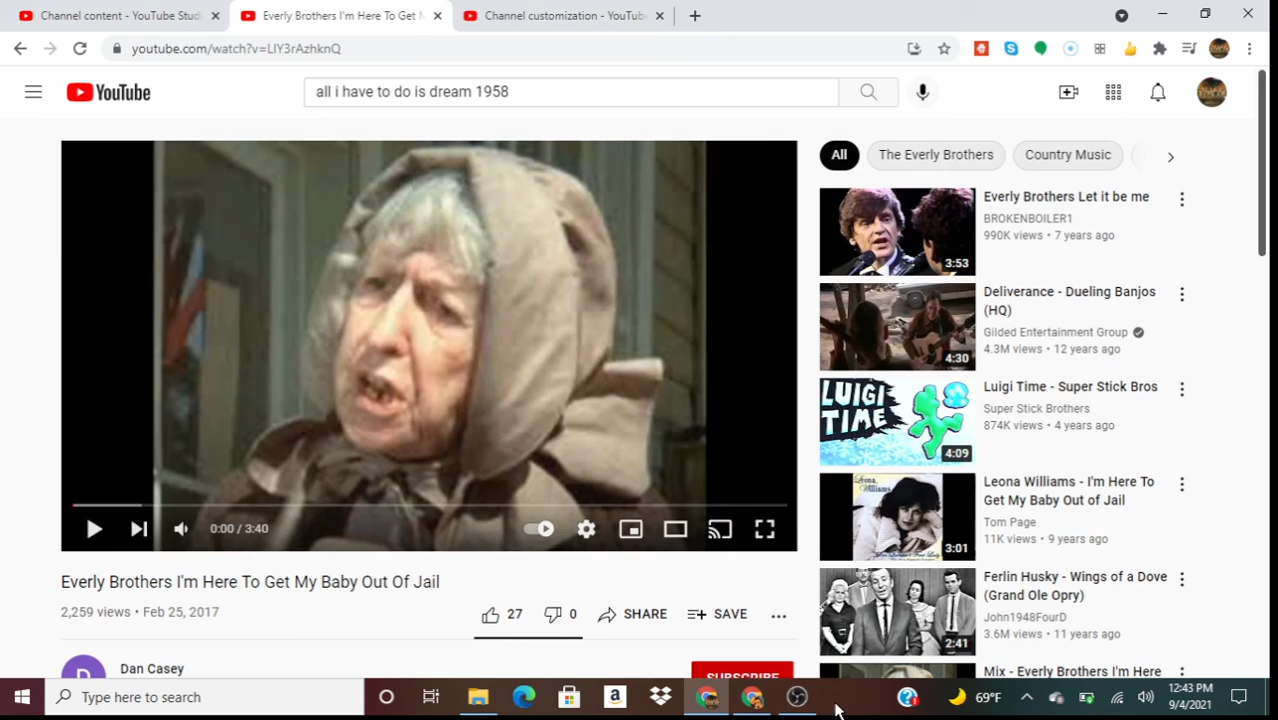 Channel content - YouTube Stud
Everly Brothers I'm Here To Get M
Channel customization - YouTube
youtube.com/watch?v=LlY3rAzhknQ
YouTube
all i have to do is dream 1958
All
The Everly Brothers
Country Music
Everly Brothers Let it be me
BROKENBOILER1
990K views • 7 years ago
3:53
Deliverance - Dueling Banjos
(HQ)
Gilded Entertainment Group
4.3M views • 12 years ago
4:30
LUIGI
TIME
Luigi Time - Super Stick Bros
Super Stick Brothers
874K views • 4 years ago
4:09
Leona
Williams
Leona Williams - I'm Here To
Get My Baby Out of Jail
Tom Page
11K views • 9 years ago
3:01
Ferlin Husky - Wings of a Dove
(Grand Ole Opry)
John1948FourD
3.6M views • 11 years ago
2:41
Mix - Everly Brothers I'm Here
0:00 / 3:40
Everly Brothers I'm Here To Get My Baby Out Of Jail
2,259 views • Feb 25, 2017
27
0
SHARE
SAVE
D
Dan Casey
SUBSCRIBE
Type here to search
69°F
12:43 PM
9/4/2021